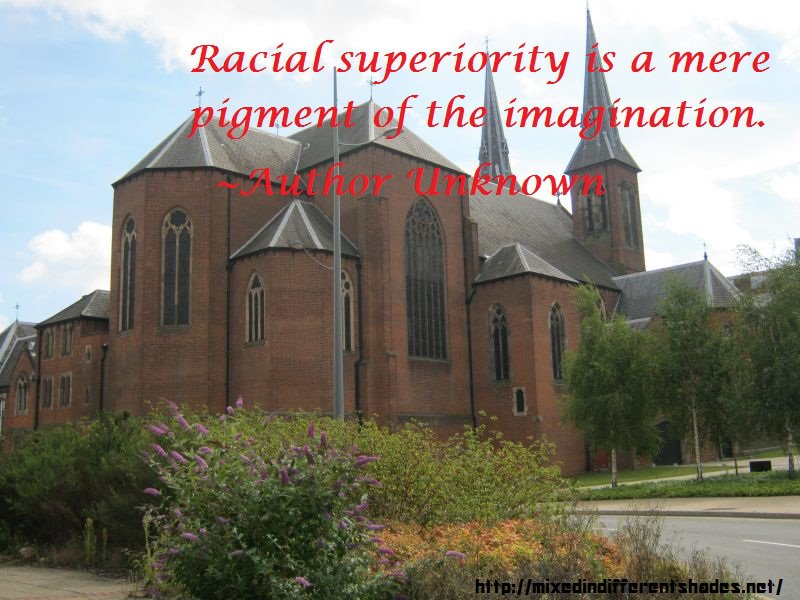 Racial superiority is a mere
pigment of the imagination.
~Author Unknown
http://mixedindifferentshades.net/